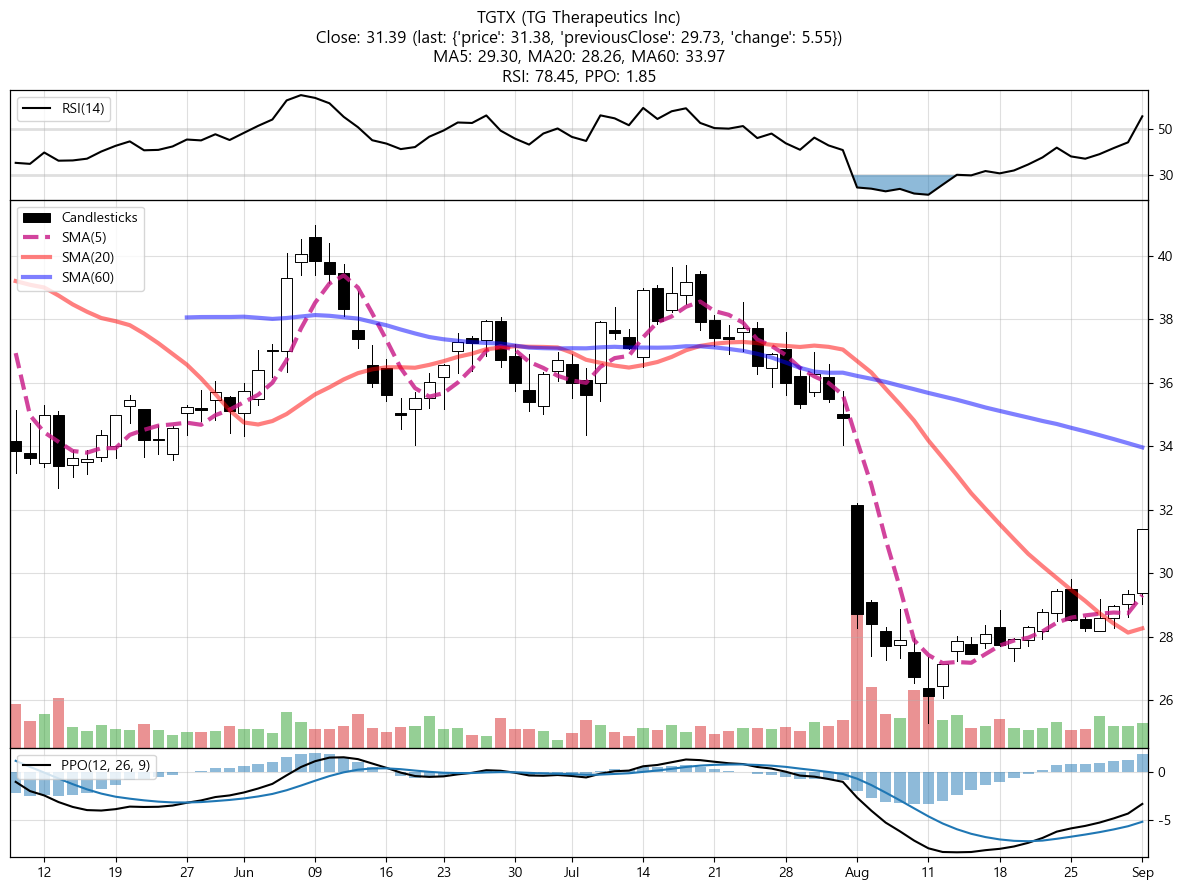 TGTX (TG Therapeutics Inc)
Close: 31.39 (last: {'price': 31.38, 'previousClose': 29.73, 'change': 5.55})
MA5: 29.30, MA20: 28.26, MA60: 33.97
RSI: 78.45, PPO: 1.85
RSI(14)
50
30
Candlesticks
SMA(5)
SMA(20)
SMA(60)
40
38
36
34
32
30
28
26
PPO(12, 26, 9)
0
-5
12 19 27 Jun 09 16 23 30 Jul 14 21 28 Aug 11 18 25 Sep